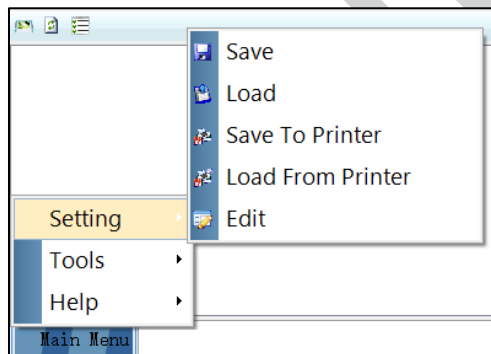 Save
Load
Save To Printer
Load From Printer
Setting
Edit
Tools
Help
Main Menu